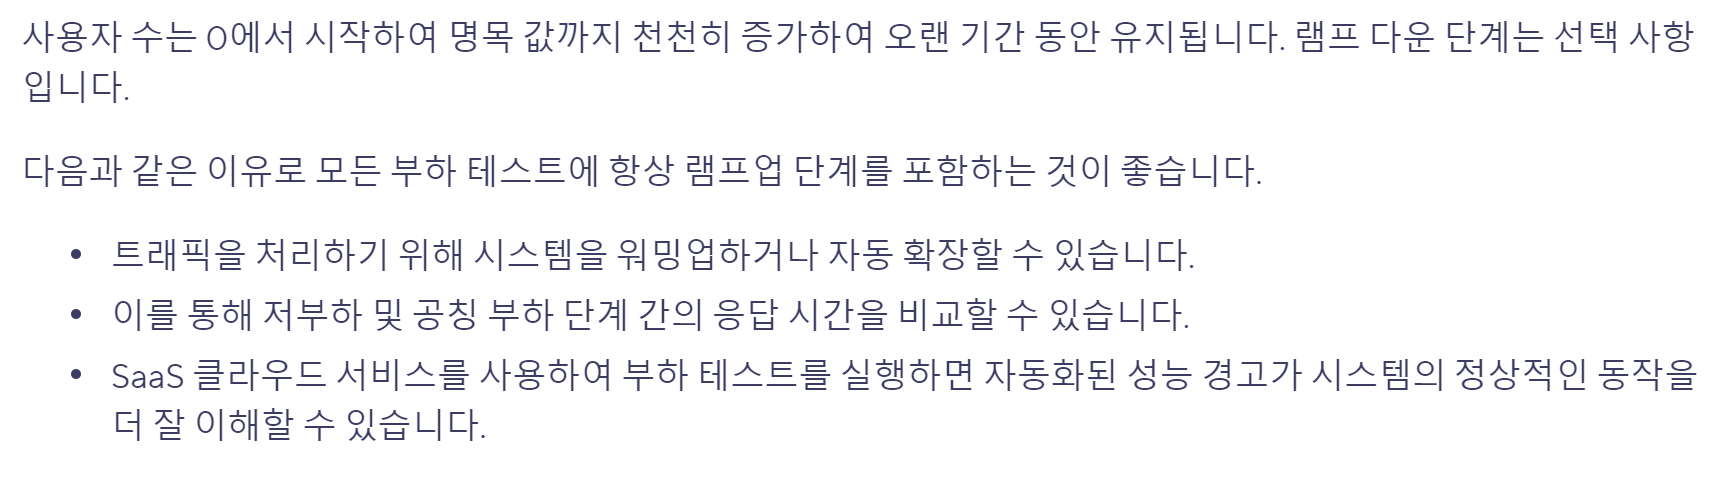 사용자 수는 0에서 시작하여 명목 값까지 천천히 증가하여 오랜 기간 동안 유지됩니다. 램프 다운 단계는 선택 사항
입니다.
다음과 같은 이유로 모든 부하 테스트에 항상 램프업 단계를 포함하는 것이 좋습니다.
• 트래픽을 처리하기 위해 시스템을 워밍업하거나 자동 확장할 수 있습니다.
• 이를 통해 저부하 및 공칭 부하 단계 간의 응답 시간을 비교할 수 있습니다.
• SaaS 클라우드 서비스를 사용하여 부하 테스트를 실행하면 자동화된 성능 경고가 시스템의 정상적인 동작을
더 잘 이해할 수 있습니다.